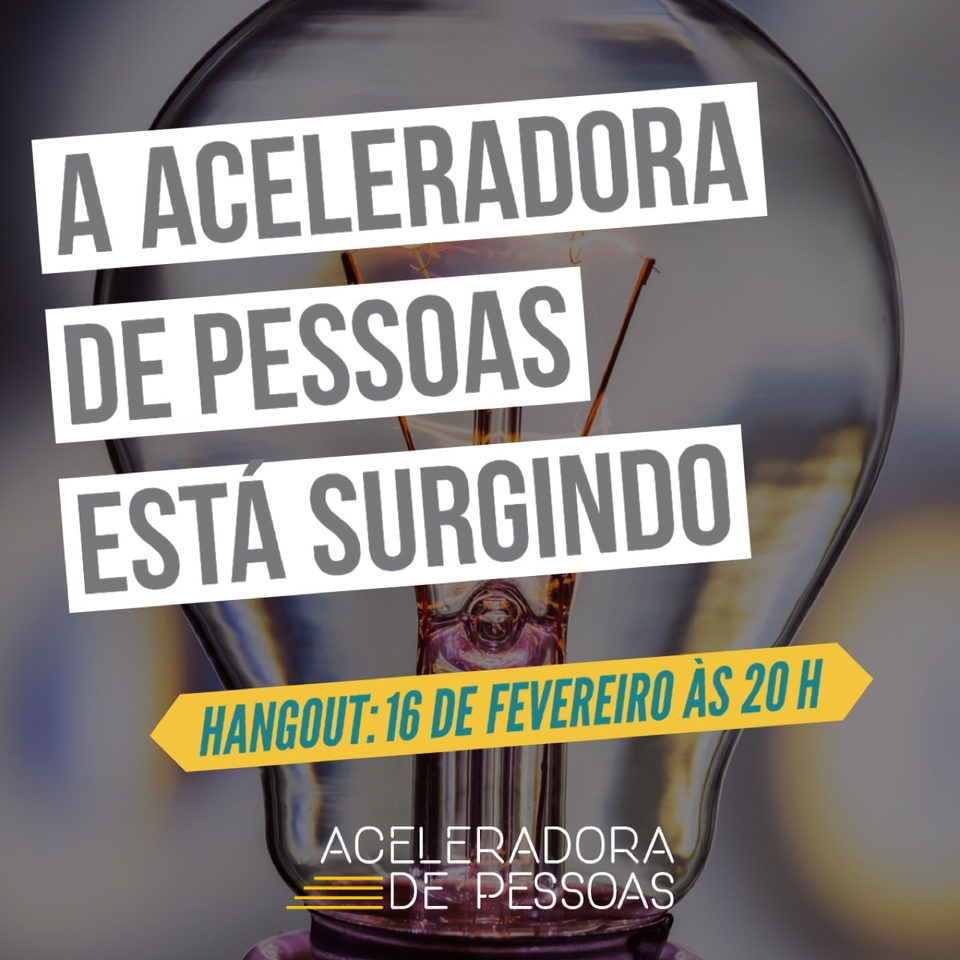 A ACELERADORA
DE PESSOAS
ESTÁ SURGINDO
HANGOUT: 16 DE FEVEREIRO ÀS 20 H
ACELERADORA
DE PESSOAS